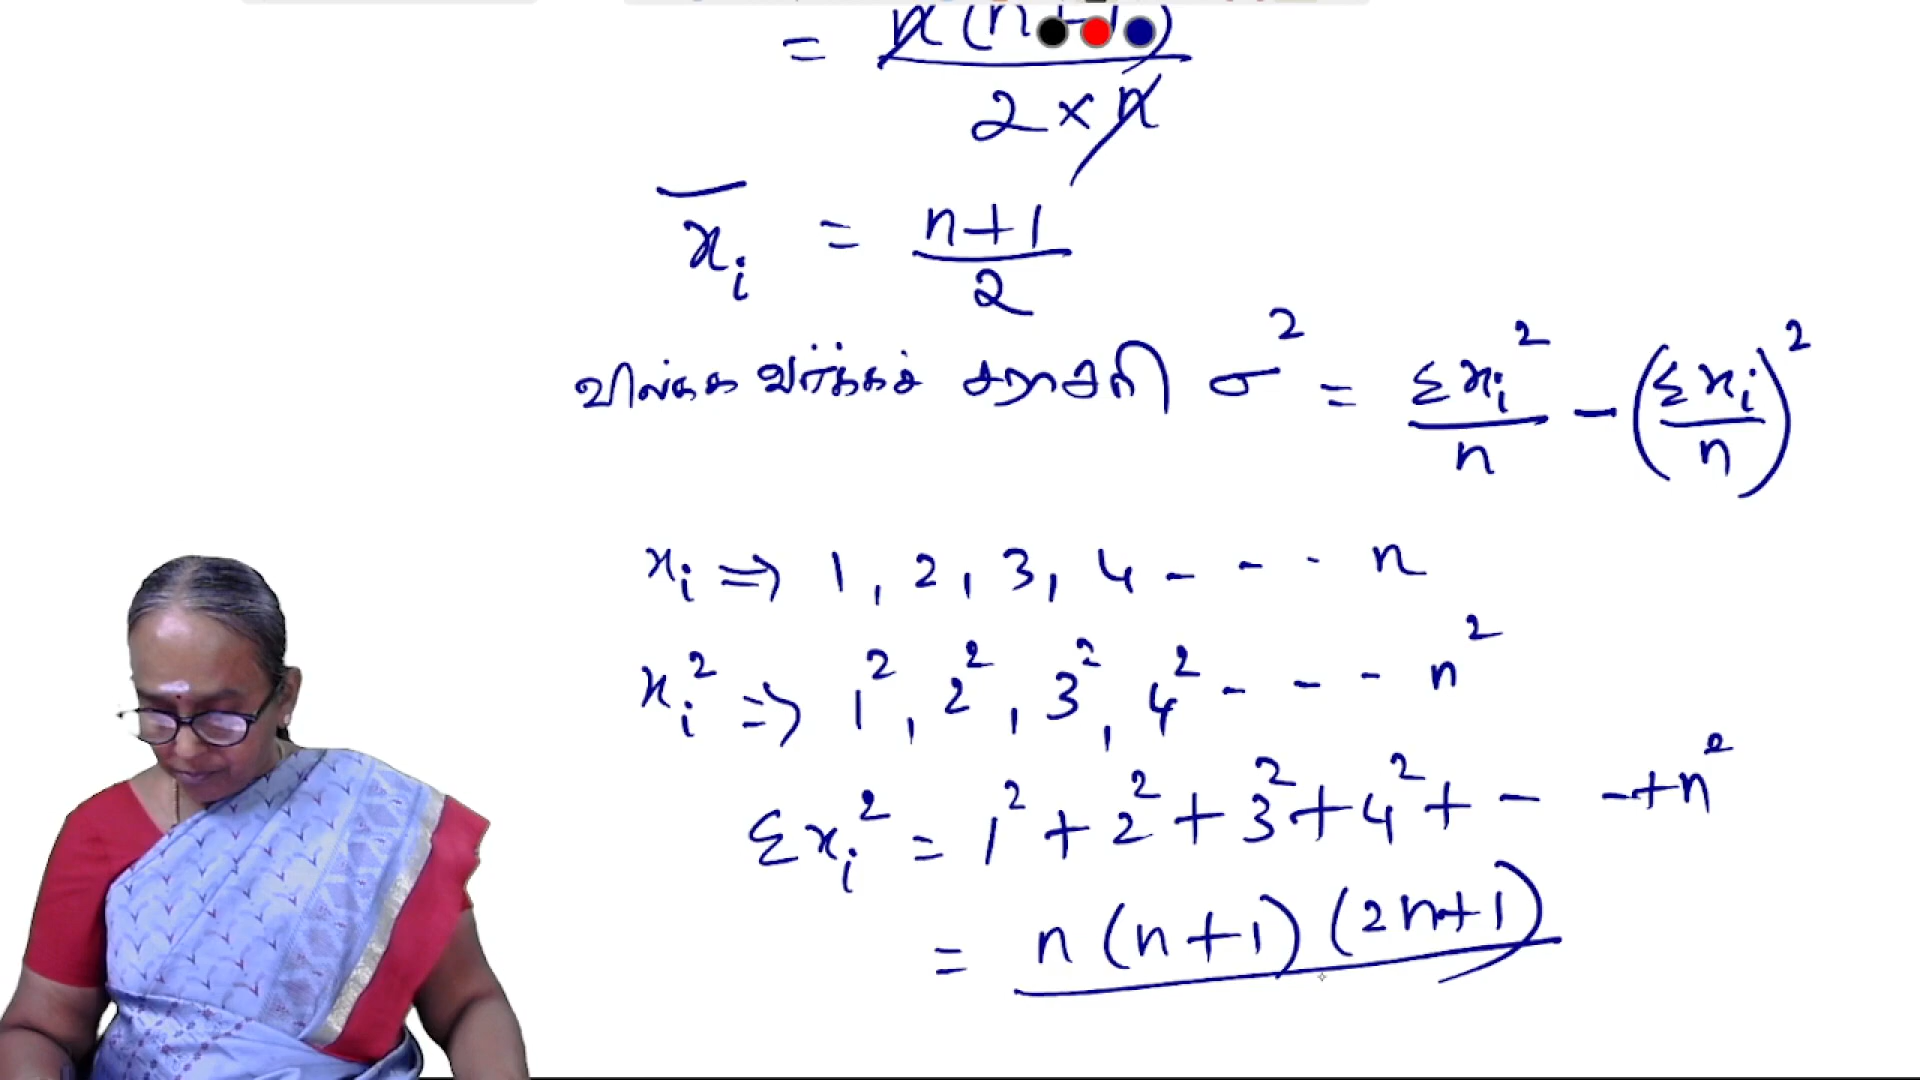 = n(n+1)
2 × n
x̄ᵢ = n+1
2
விலக்க வர்க்கச் சராசரி σ² = Σxᵢ²/n − (Σxᵢ/n)²
xᵢ ⇒ 1, 2, 3, 4 - - - n
xᵢ² ⇒ 1², 2², 3², 4² - - - n²
Σxᵢ² = 1² + 2² + 3² + 4² + - - + n²
= n(n+1)(2n+1)